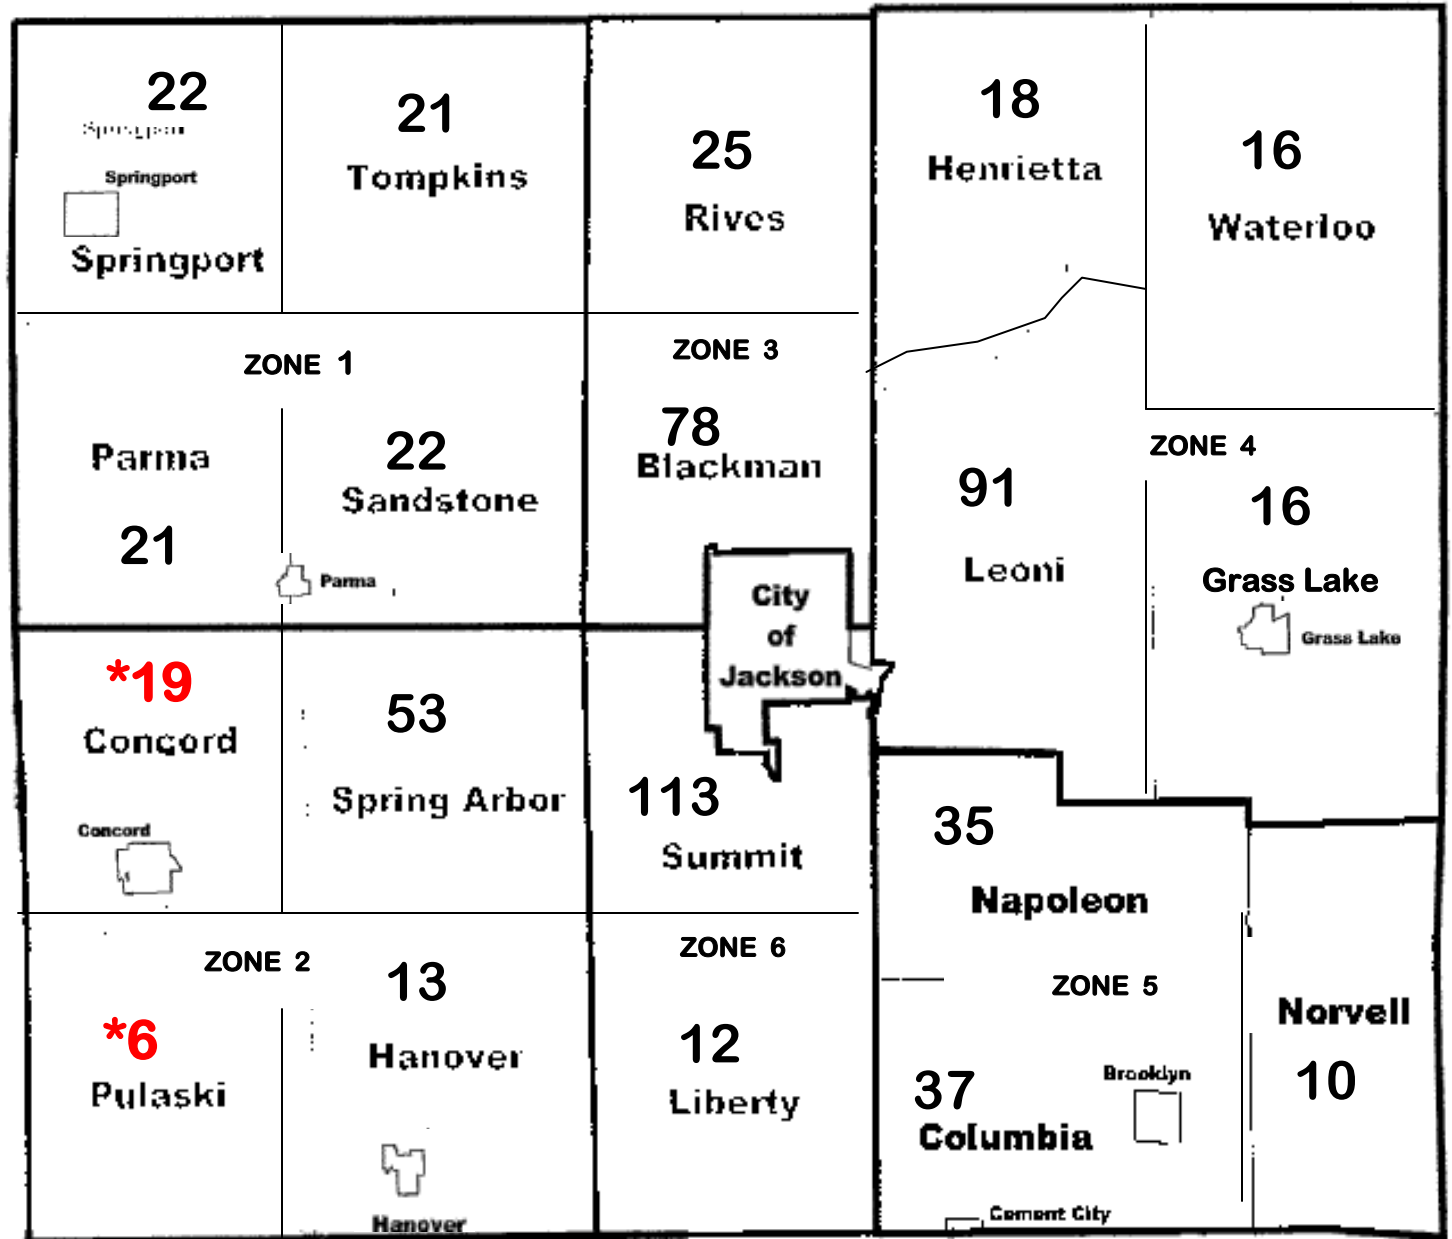 22
Springport
Springport
Springport
21
Tompkins
25
Rives
18
Henrietta
16
Waterloo
ZONE 1
Parma
21
22
Sandstone
Parma
ZONE 3
78
Blackman
City
of
Jackson
91
Leoni
ZONE 4
16
Grass Lake
Grass Lake
*19
Concord
Concord
53
Spring Arbor
113
Summit
35
Napoleon
ZONE 2
*6
Pulaski
13
Hanover
Hanover
ZONE 6
12
Liberty
ZONE 5
37
Columbia
Brooklyn
Cement City
Norvell
10